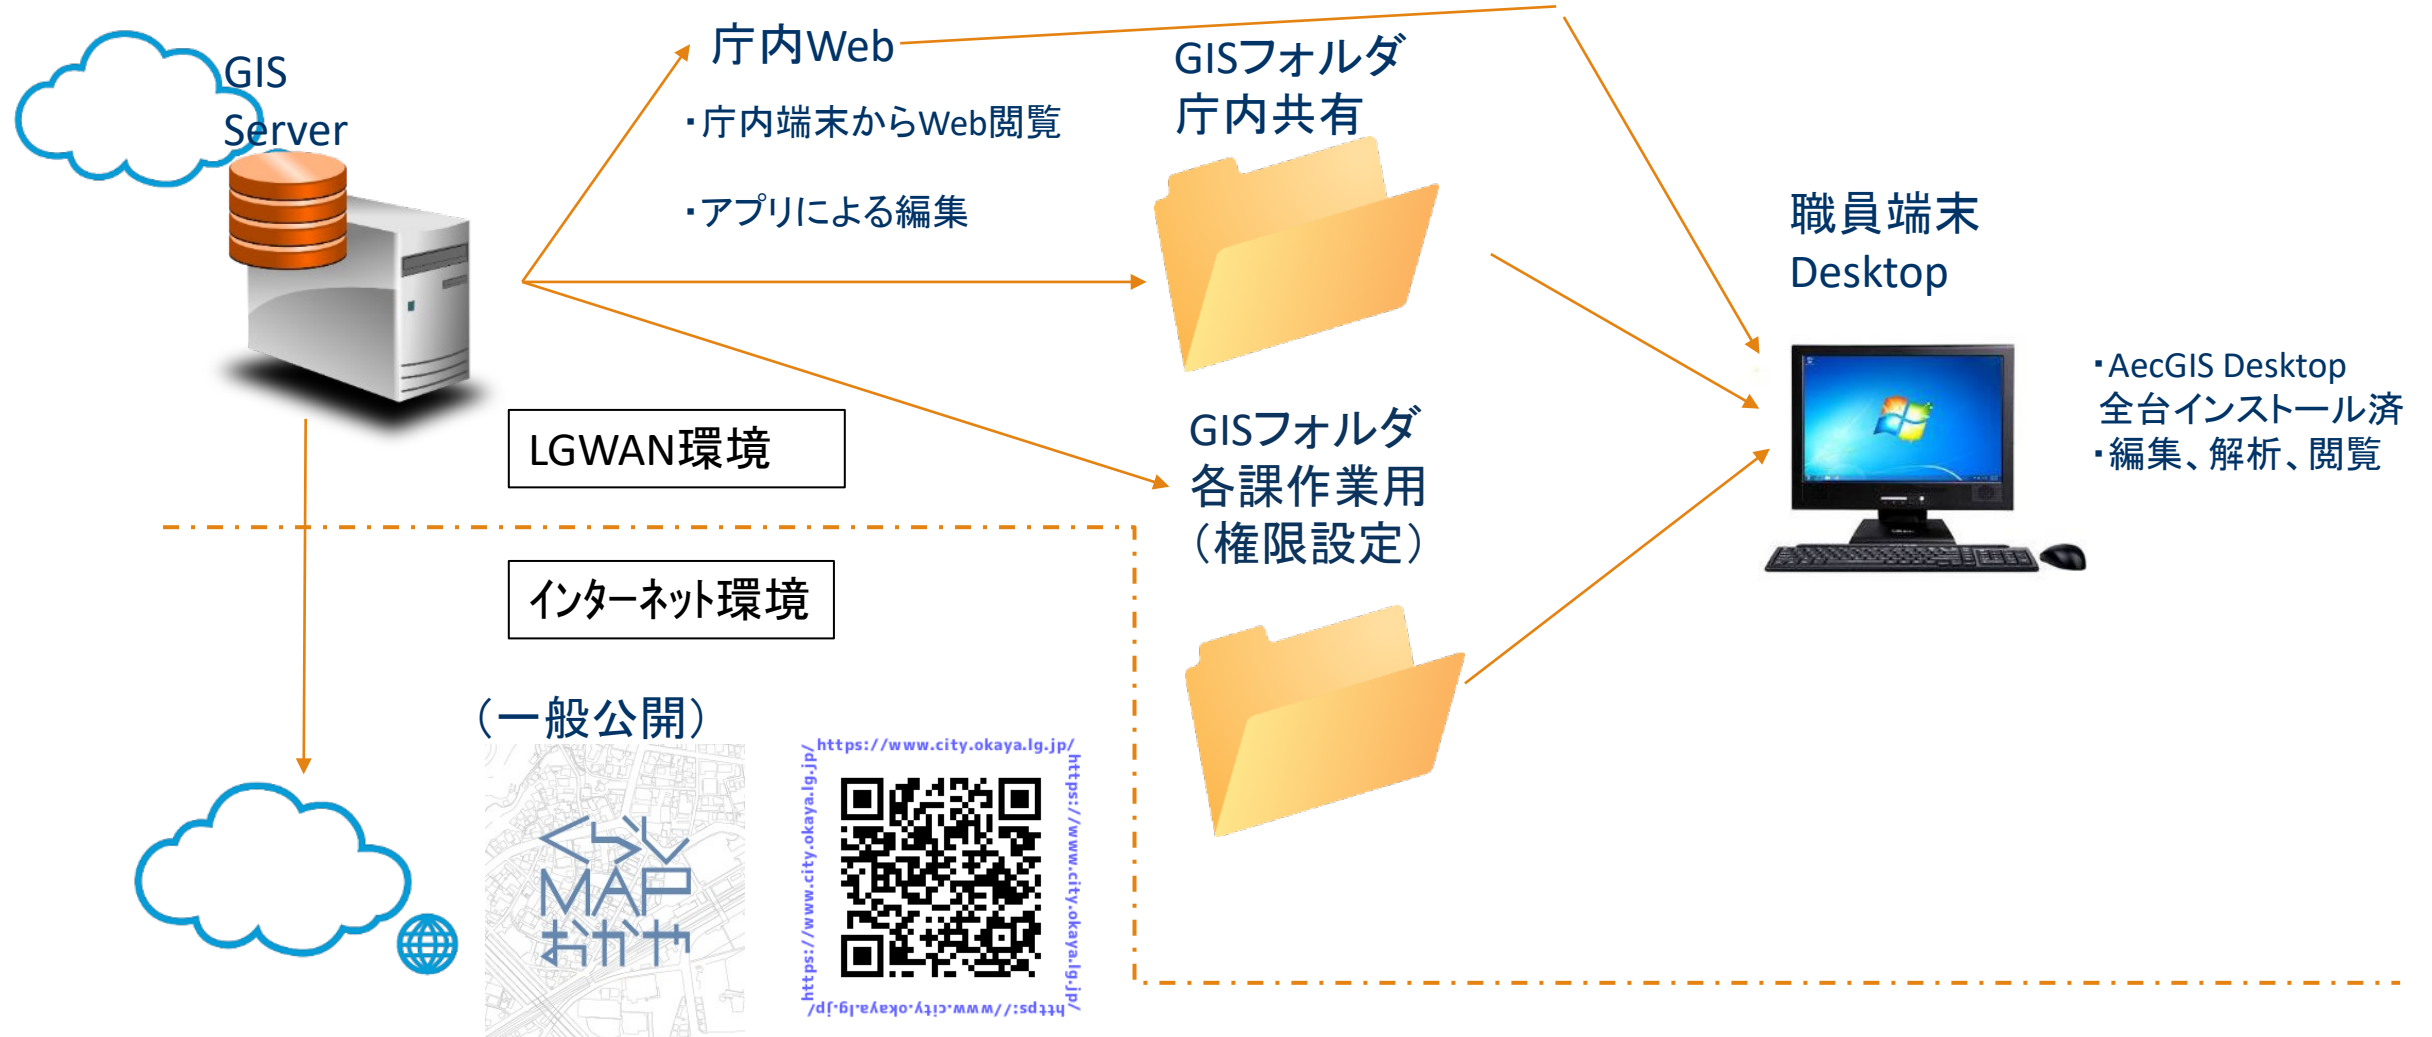 GIS
Server
庁内Web
・庁内端末からWeb閲覧
・アプリによる編集
GISフォルダ
庁内共有
職員端末
Desktop
・AecGIS Desktop
全台インストール済
・編集、解析、閲覧
LGWAN環境
GISフォルダ
各課作業用
（権限設定）
インターネット環境
（一般公開）
くらし
MAP
おかや
https://www.city.okaya.lg.jp/
https://www.city.okaya.lg.jp/
https://www.city.okaya.lg.jp/
https://www.city.okaya.lg.jp/